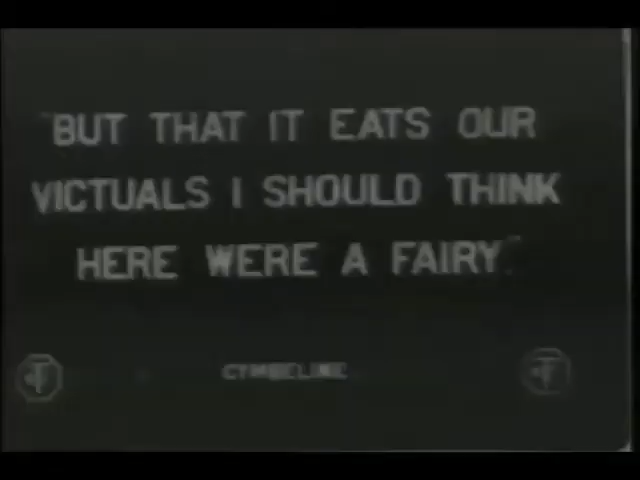 "BUT THAT IT EATS OUR
VICTUALS I SHOULD THINK
HERE WERE A FAIRY."
CYMBELINE